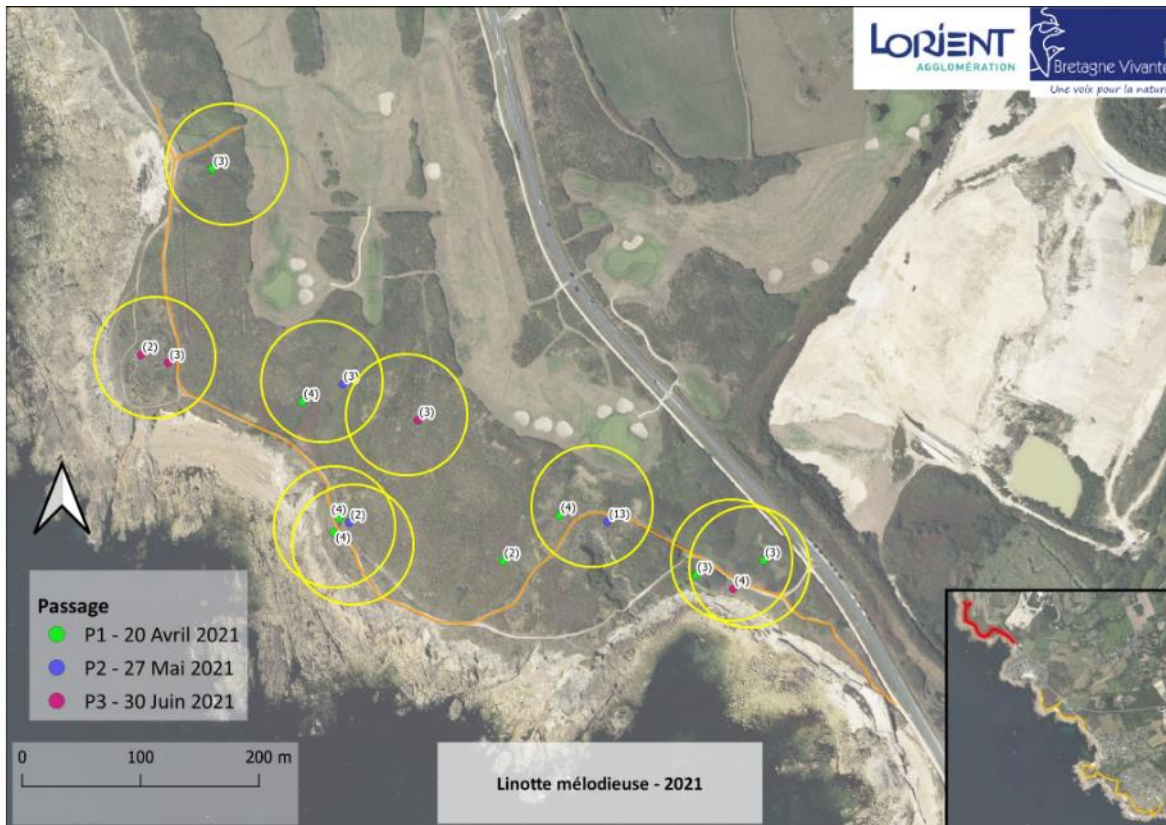 LORIENT
AGGLOMÉRATION
Bretagne Vivante
Une voix pour la nature
(3)
(2)
(3)
(3)
(4)
(3)
(4)
(2)
(4)
(4)
(13)
(2)
(3)
(3)
(4)
Passage
P1 - 20 Avril 2021
P2 - 27 Mai 2021
P3 - 30 Juin 2021
0 100 200 m
Linotte mélodieuse - 2021